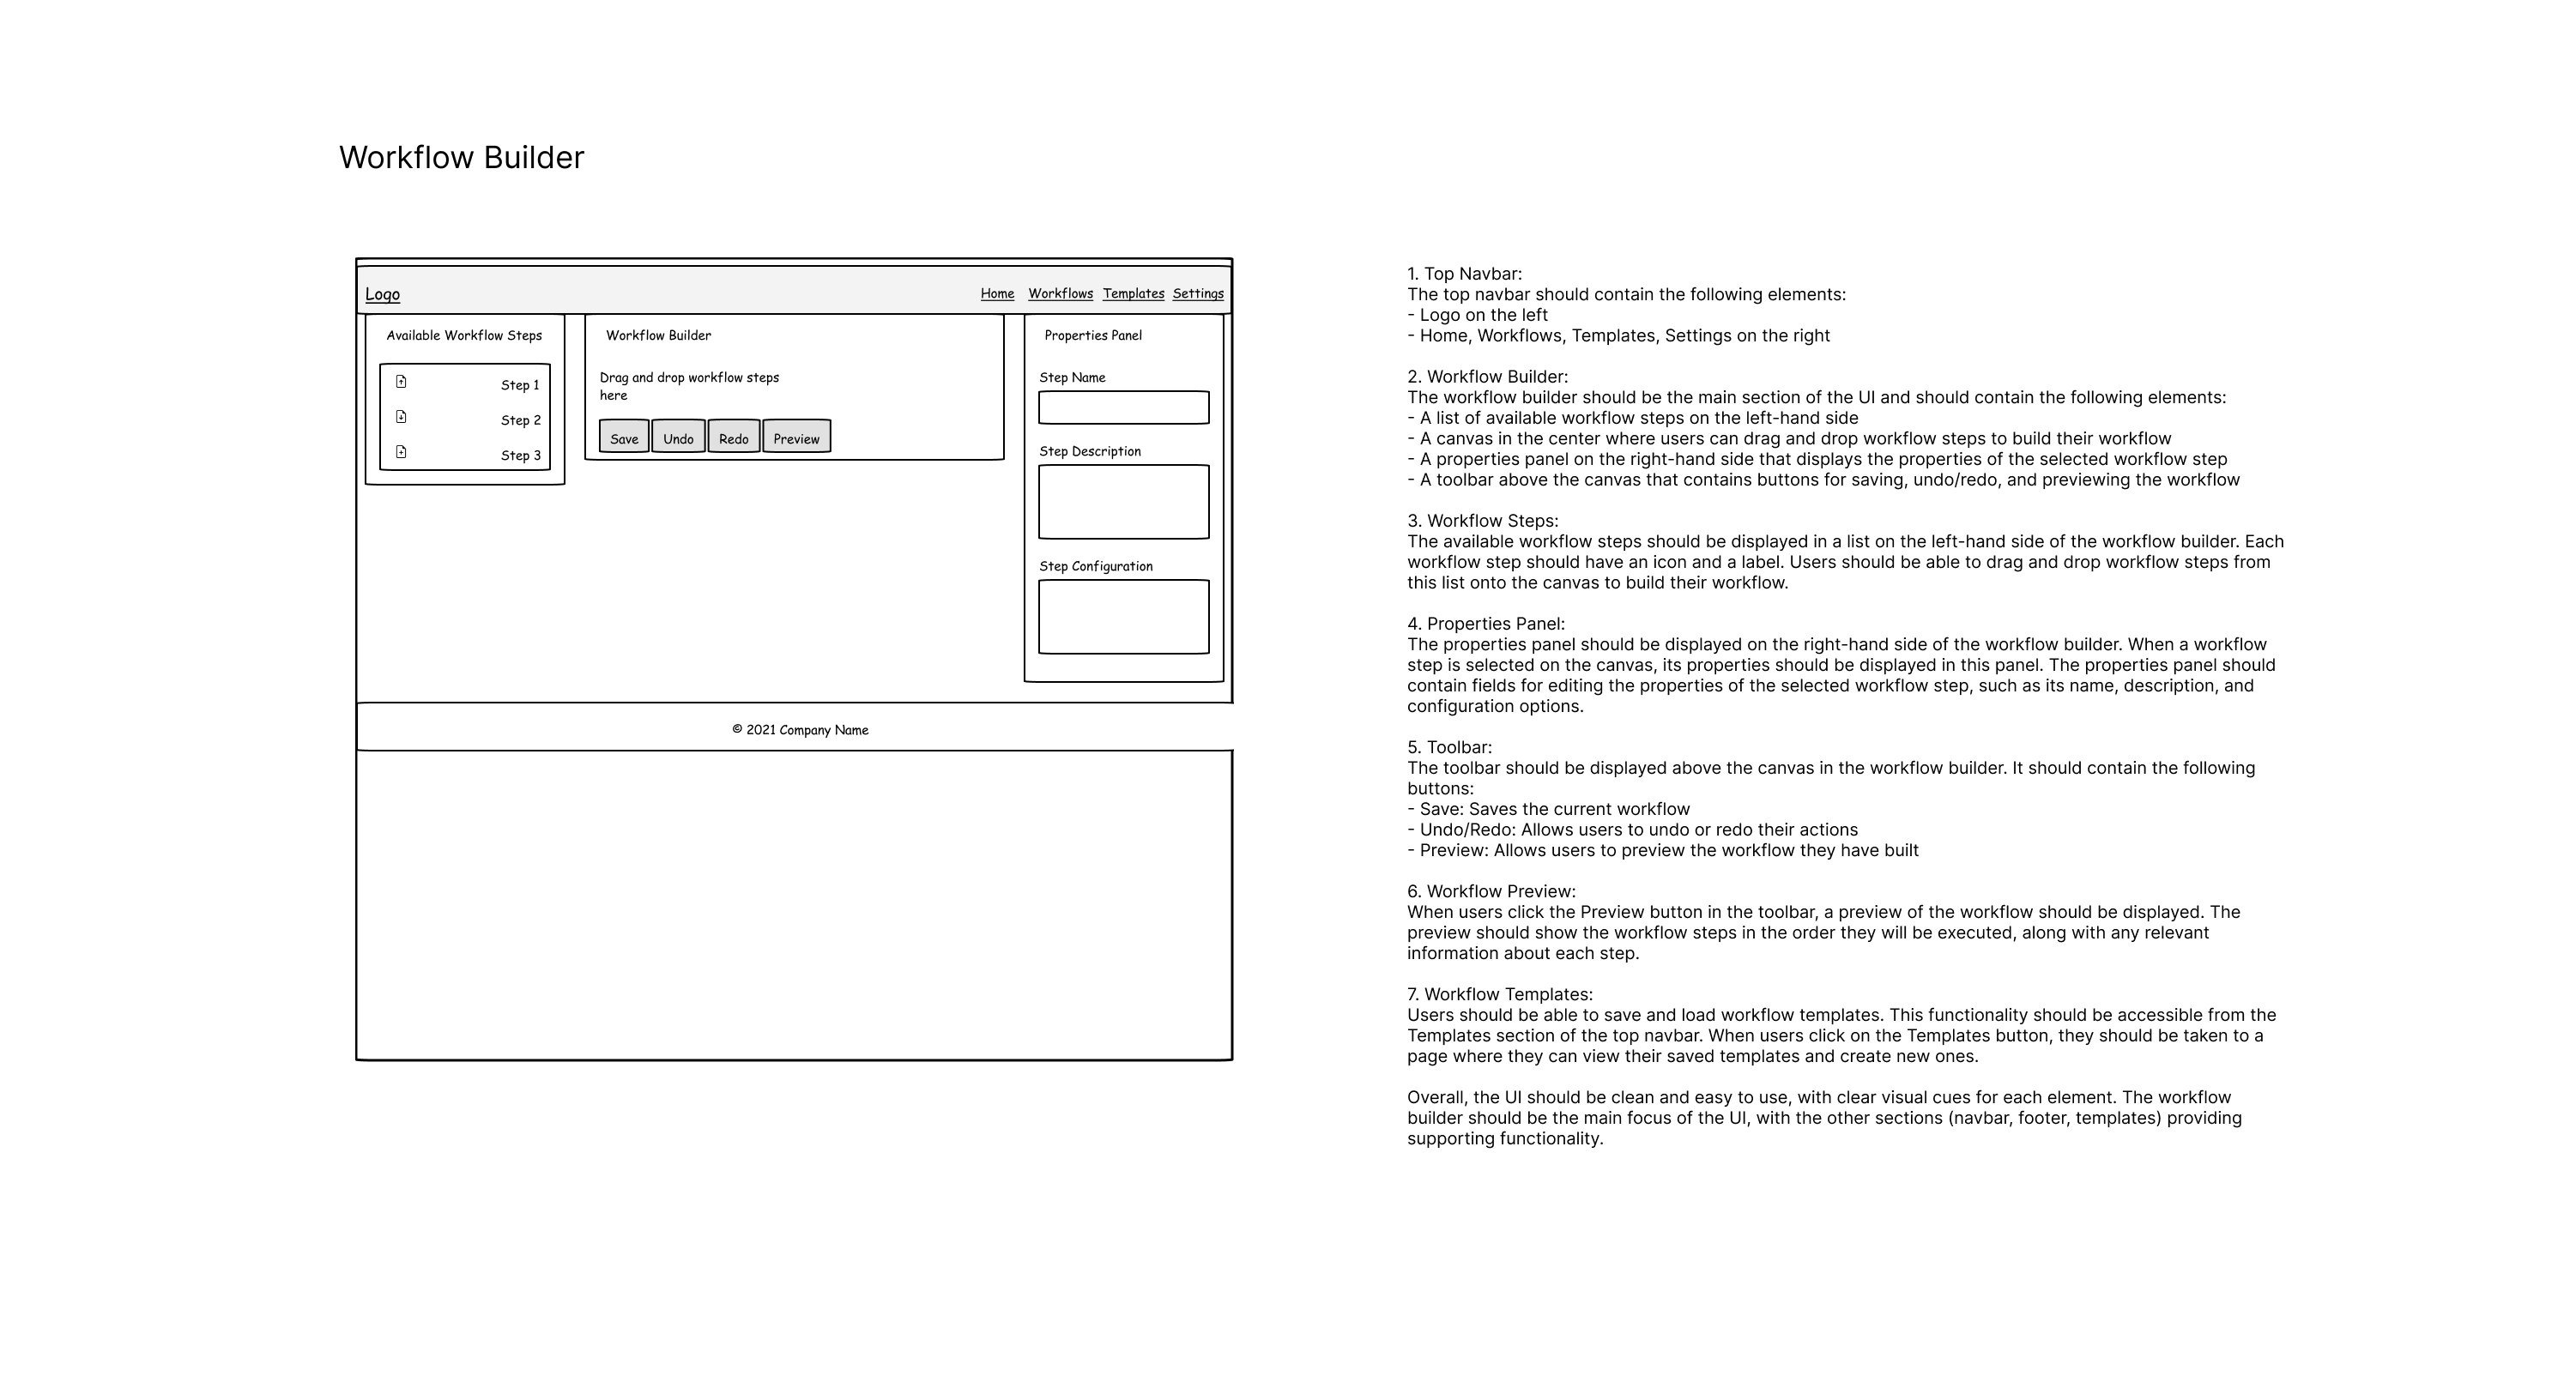 Workflow Builder
Logo
Home Workflows Templates Settings
Available Workflow Steps
Step 1
Step 2
Step 3
Workflow Builder
Drag and drop workflow steps
here
Save Undo Redo Preview
Properties Panel
Step Name
Step Description
Step Configuration
© 2021 Company Name
1. Top Navbar:
The top navbar should contain the following elements:
- Logo on the left
- Home, Workflows, Templates, Settings on the right
2. Workflow Builder:
The workflow builder should be the main section of the UI and should contain the following elements:
- A list of available workflow steps on the left-hand side
- A canvas in the center where users can drag and drop workflow steps to build their workflow
- A properties panel on the right-hand side that displays the properties of the selected workflow step
- A toolbar above the canvas that contains buttons for saving, undo/redo, and previewing the workflow
3. Workflow Steps:
The available workflow steps should be displayed in a list on the left-hand side of the workflow builder. Each
workflow step should have an icon and a label. Users should be able to drag and drop workflow steps from
this list onto the canvas to build their workflow.
4. Properties Panel:
The properties panel should be displayed on the right-hand side of the workflow builder. When a workflow
step is selected on the canvas, its properties should be displayed in this panel. The properties panel should
contain fields for editing the properties of the selected workflow step, such as its name, description, and
configuration options.
5. Toolbar:
The toolbar should be displayed above the canvas in the workflow builder. It should contain the following
buttons:
- Save: Saves the current workflow
- Undo/Redo: Allows users to undo or redo their actions
- Preview: Allows users to preview the workflow they have built
6. Workflow Preview:
When users click the Preview button in the toolbar, a preview of the workflow should be displayed. The
preview should show the workflow steps in the order they will be executed, along with any relevant
information about each step.
7. Workflow Templates:
Users should be able to save and load workflow templates. This functionality should be accessible from the
Templates section of the top navbar. When users click on the Templates button, they should be taken to a
page where they can view their saved templates and create new ones.
Overall, the UI should be clean and easy to use, with clear visual cues for each element. The workflow
builder should be the main focus of the UI, with the other sections (navbar, footer, templates) providing
supporting functionality.